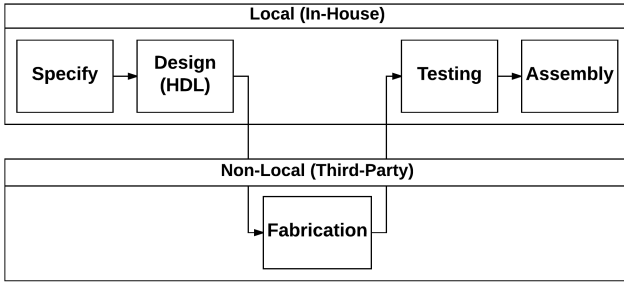 Local (In-House)
Specify
Design
(HDL)
Testing
Assembly
Non-Local (Third-Party)
Fabrication